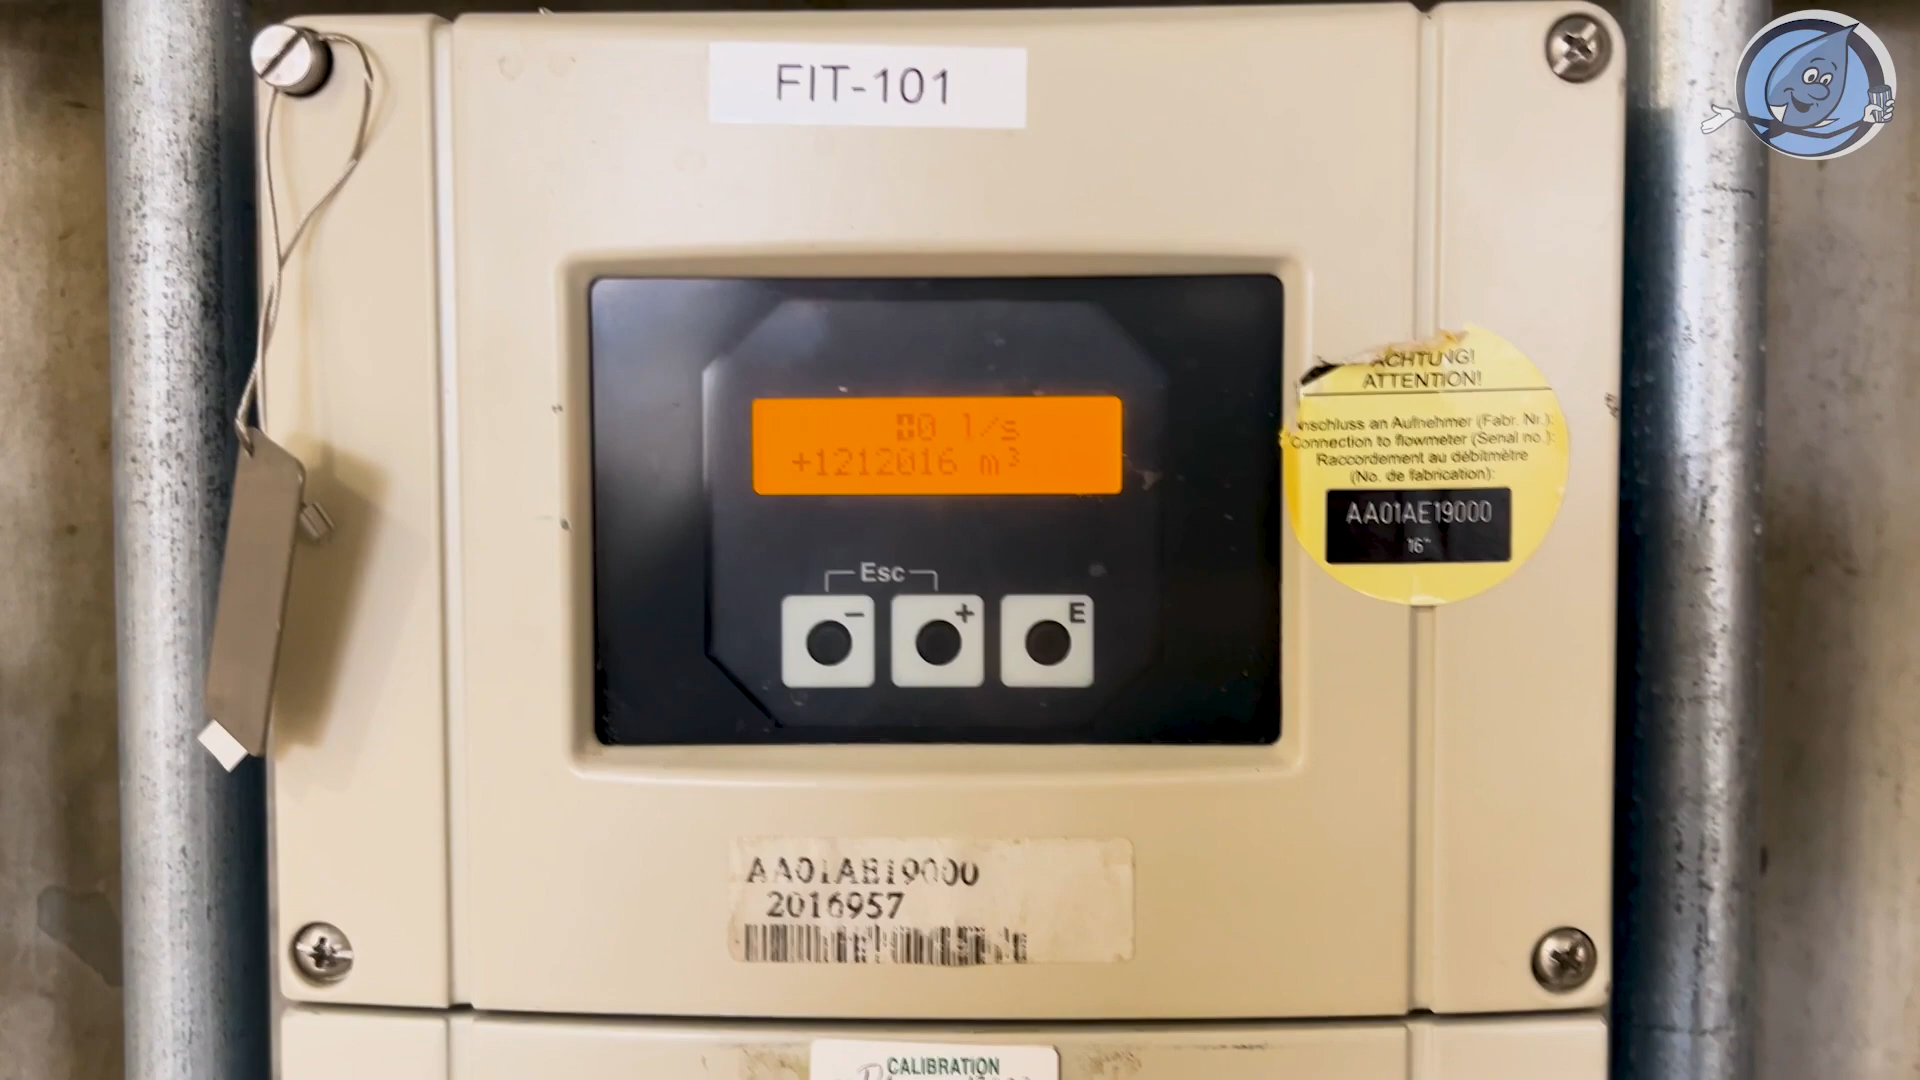 FIT-101
0 l/s
+1212016 m³
Esc
- + E
ACHTUNG!
ATTENTION!
nschluss an Aufnehmer (Fabr. Nr.):
Connection to flowmeter (Serial no.):
Raccordement au débitmètre
(No. de fabrication):
AA01AE19000
16"
AA01AE19000
2016957
CALIBRATION